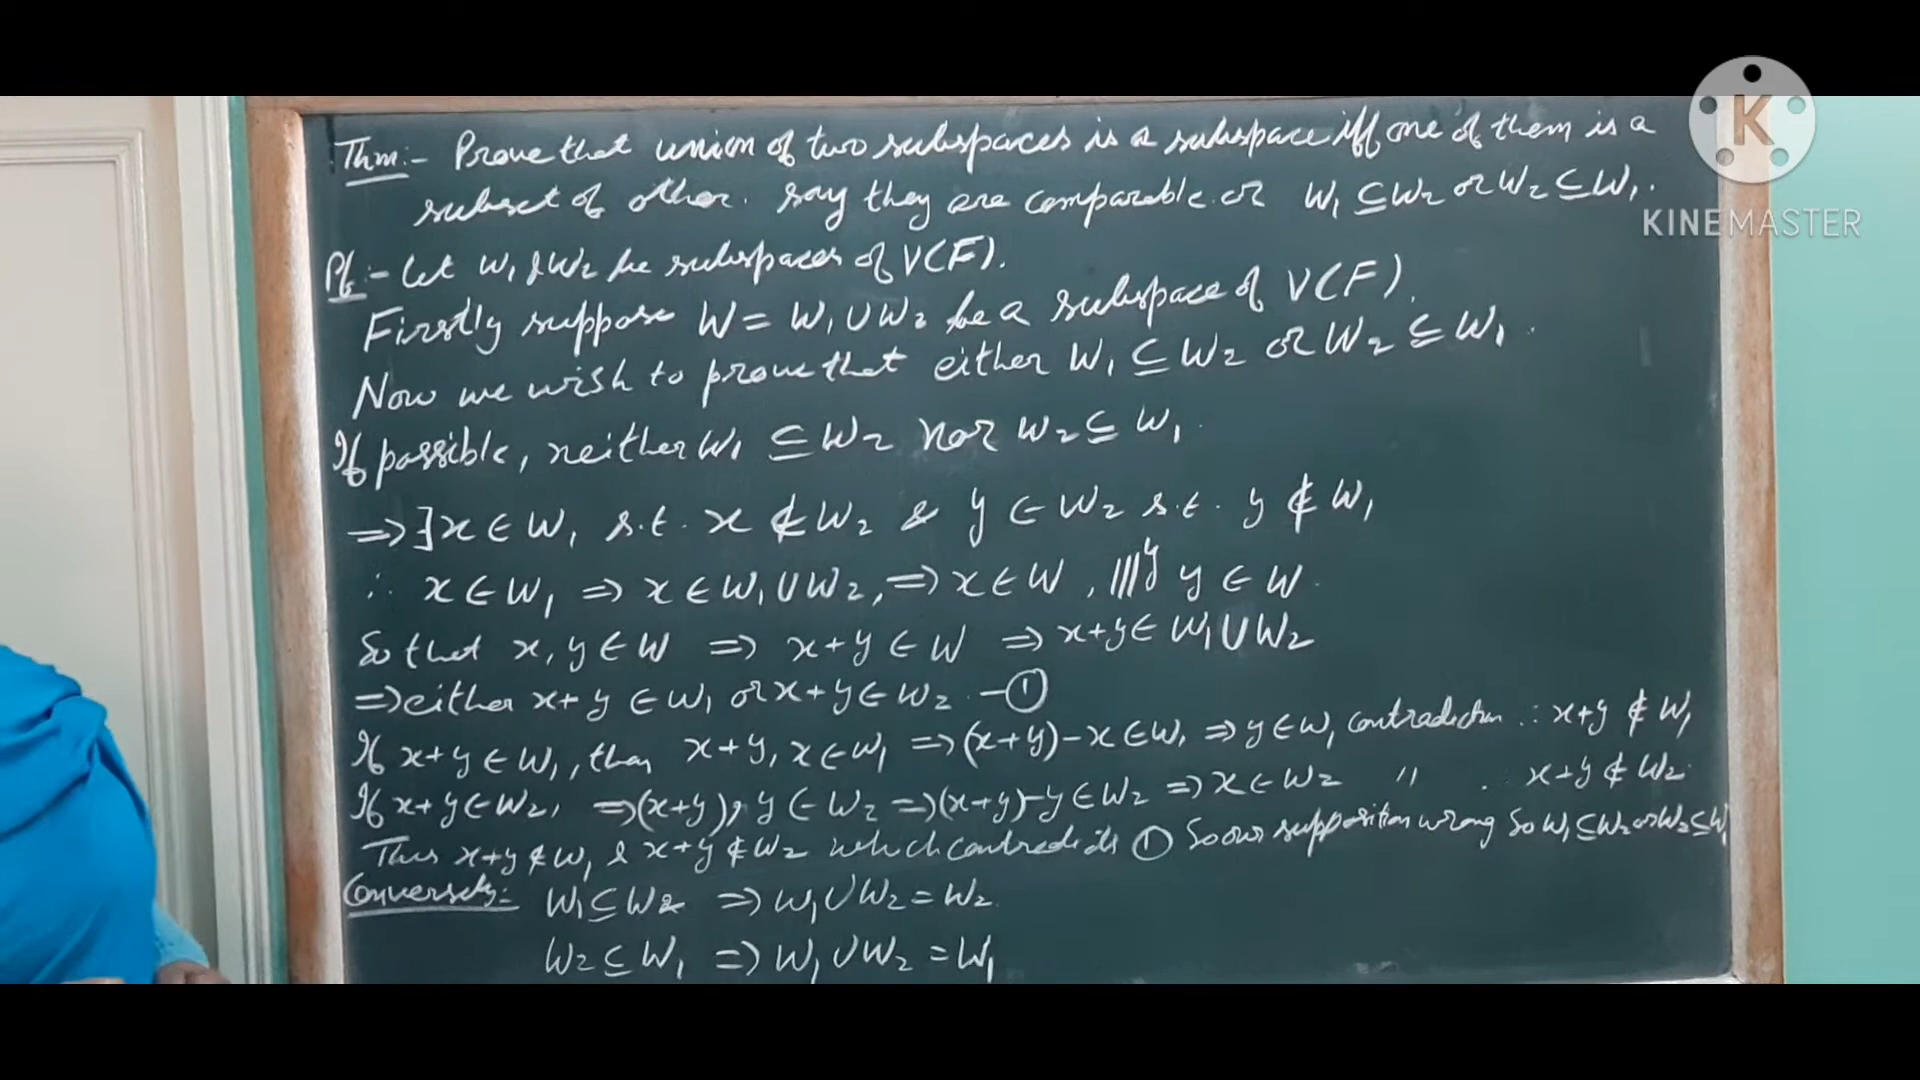 Thm:- Prove that union of two subspaces is a subspace iff one of them is a
subset of other. say they are comparable. or W₁ ⊆ W₂ or W₂ ⊆ W₁.
Pf:- Let W₁ & W₂ be subspaces of V(F).
Firstly suppose W = W₁ ∪ W₂ be a subspace of V(F).
Now we wish to prove that either W₁ ⊆ W₂ or W₂ ⊆ W₁.
If possible, neither W₁ ⊆ W₂ nor W₂ ⊆ W₁.
⇒ ∃ x ∈ W₁ s.t. x ∉ W₂ & y ∈ W₂ s.t. y ∉ W₁
∴ x ∈ W₁ ⇒ x ∈ W₁ ∪ W₂, ⇒ x ∈ W, |||ly y ∈ W.
So that x, y ∈ W ⇒ x+y ∈ W ⇒ x+y ∈ W₁ ∪ W₂
⇒ either x+y ∈ W₁ or x+y ∈ W₂ -①
If x+y ∈ W₁, then x+y, x ∈ W₁ ⇒ (x+y)-x ∈ W₁ ⇒ y ∈ W₁ contradiction ∴ x+y ∉ W₁
If x+y ∈ W₂, ⇒ (x+y), y ∈ W₂ ⇒ (x+y)-y ∈ W₂ ⇒ x ∈ W₂ " ∴ x+y ∉ W₂
Thus x+y ∉ W₁ & x+y ∉ W₂ which contradicts ① So our supposition wrong So W₁ ⊆ W₂ or W₂ ⊆ W₁
Conversely:- W₁ ⊆ W₂ ⇒ W₁ ∪ W₂ = W₂
W₂ ⊆ W₁ ⇒ W₁ ∪ W₂ = W₁
K
KINEMASTER